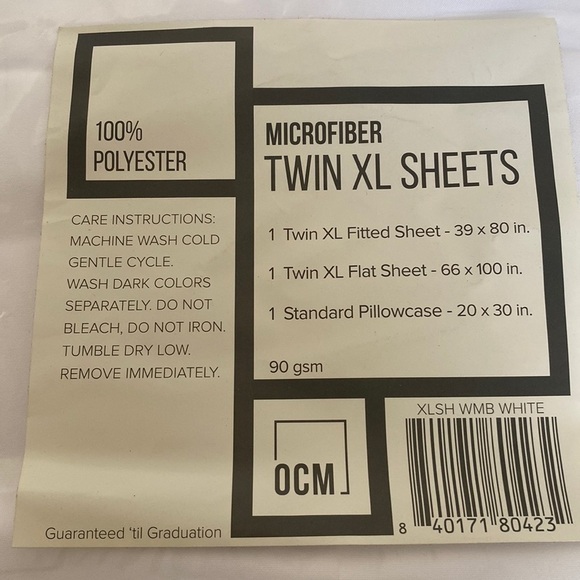 100%
POLYESTER
MICROFIBER
TWIN XL SHEETS
1 Twin XL Fitted Sheet - 39 x 80 in.
1 Twin XL Flat Sheet - 66 x 100 in.
1 Standard Pillowcase - 20 x 30 in.
90 gsm
CARE INSTRUCTIONS:
MACHINE WASH COLD
GENTLE CYCLE.
WASH DARK COLORS
SEPARATELY. DO NOT
BLEACH, DO NOT IRON.
TUMBLE DRY LOW.
REMOVE IMMEDIATELY.
Guaranteed 'til Graduation
OCM
XLSH WMB WHITE
8 40171 80423